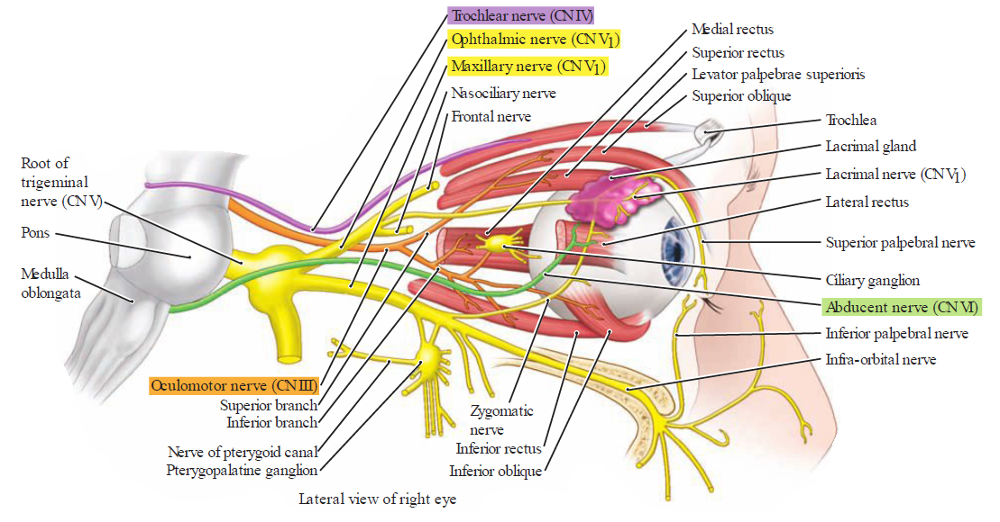 Trochlear nerve (CN IV)
Ophthalmic nerve (CN V1)
Maxillary nerve (CN V1)
Nasociliary nerve
Frontal nerve
Medial rectus
Superior rectus
Levator palpebrae superioris
Superior oblique
Trochlea
Lacrimal gland
Lacrimal nerve (CN V1)
Lateral rectus
Superior palpebral nerve
Ciliary ganglion
Abducent nerve (CN VI)
Inferior palpebral nerve
Infra-orbital nerve
Root of
trigeminal
nerve (CN V)
Pons
Medulla
oblongata
Oculomotor nerve (CN III)
Superior branch
Inferior branch
Nerve of pterygoid canal
Pterygopalatine ganglion
Zygomatic
nerve
Inferior rectus
Inferior oblique
Lateral view of right eye